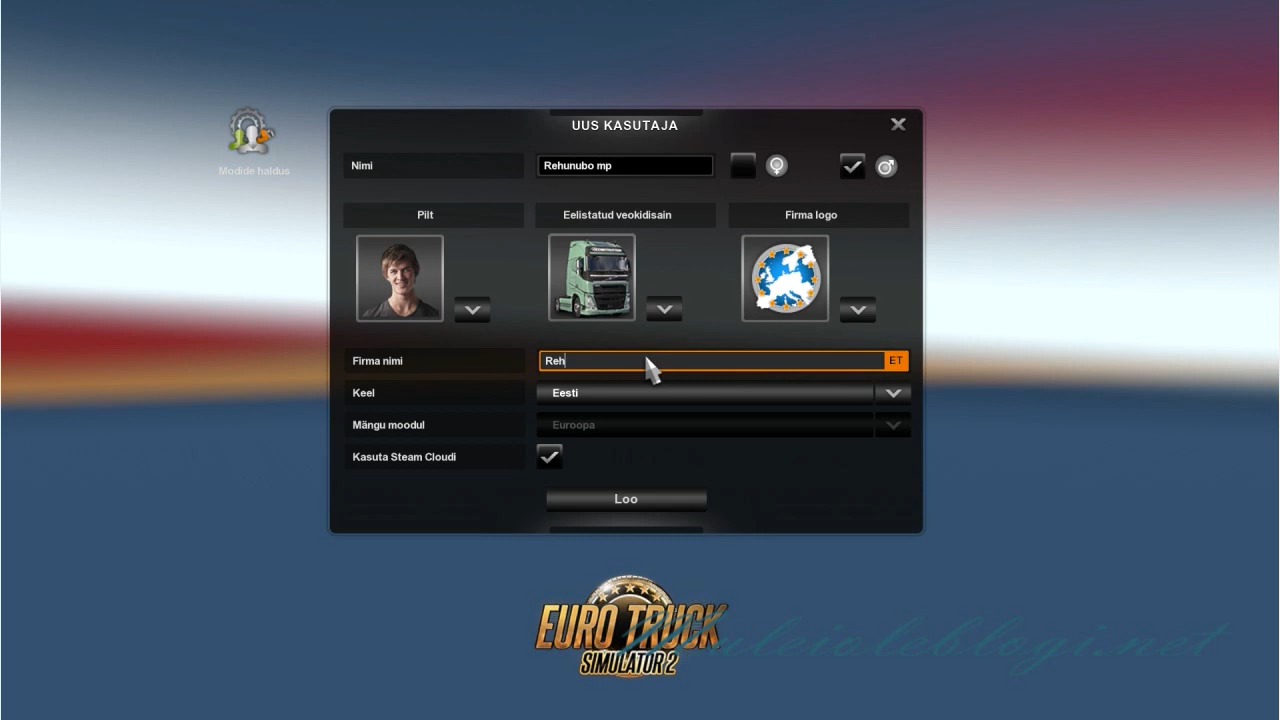 UUS KASUTAJA
Modide haldus
Nimi Rehunubo mp
Pilt Eelistatud veokidisain Firma logo
Firma nimi Reh ET
Keel Eesti
Mängu moodul Euroopa
Kasuta Steam Cloudi
Loo
EURO TRUCK
SIMULATOR 2